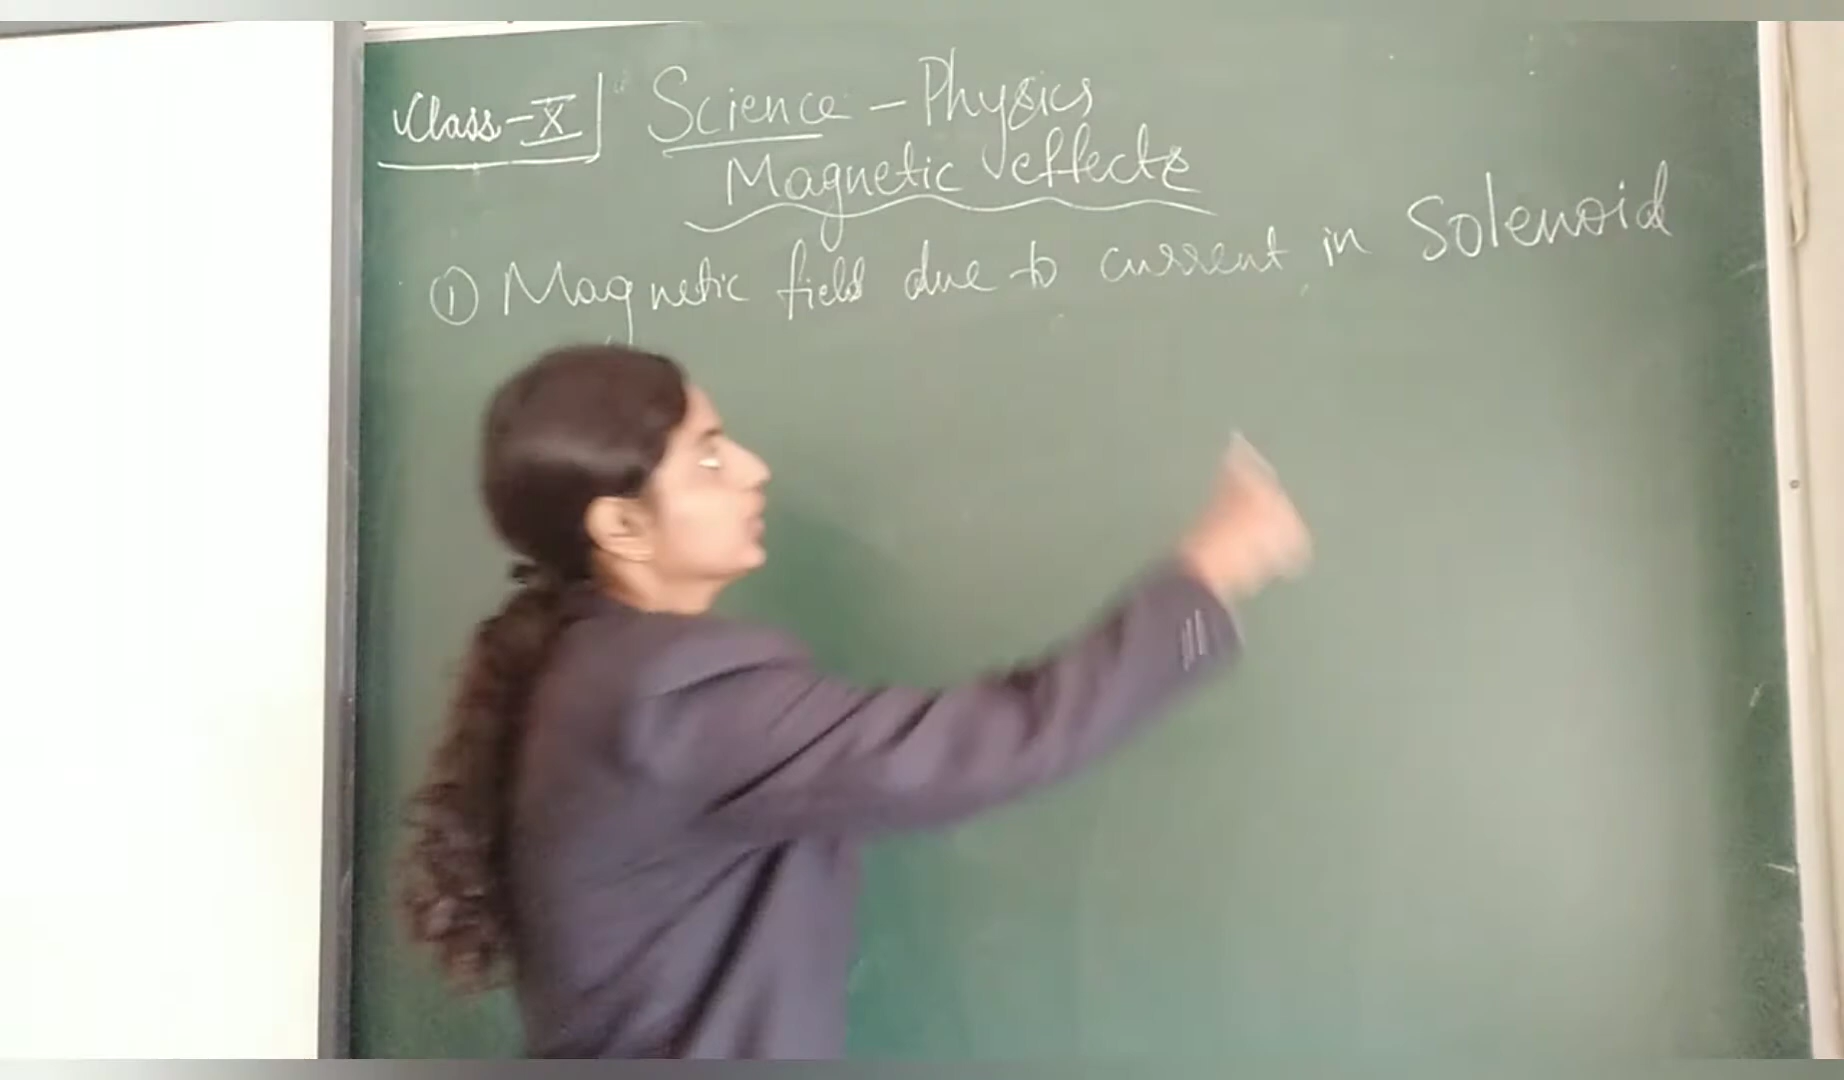 Class-X Science - Physics
Magnetic effects
① Magnetic field due to current in Solenoid